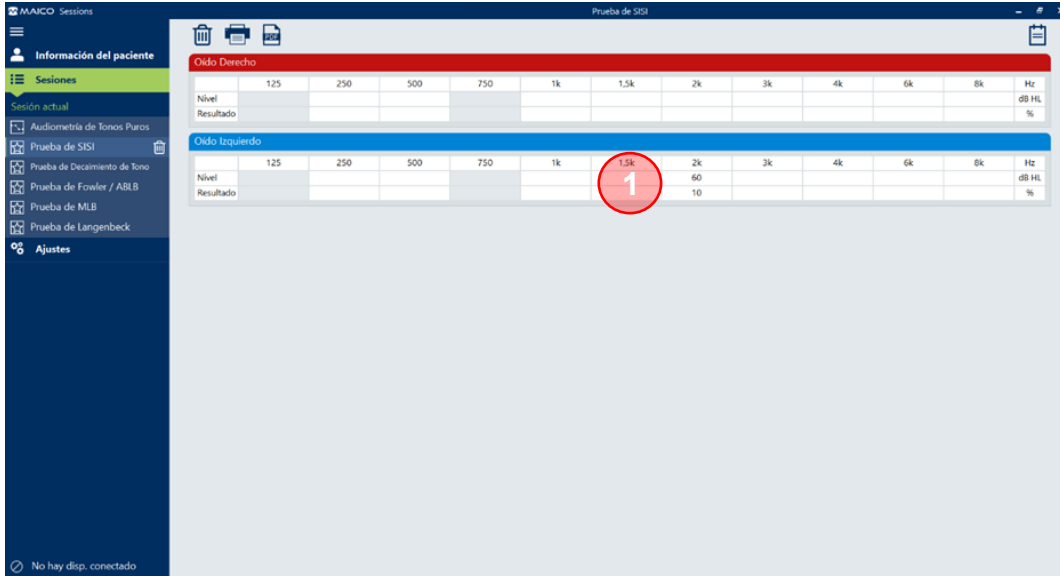 MAICO Sessions
Prueba de SISI
Información del paciente
Sesiones
Sesión actual
Audiometría de Tonos Puros
Prueba de SISI
Prueba de Decaimiento de Tono
Prueba de Fowler / ABLB
Prueba de MLB
Prueba de Langenbeck
Ajustes
No hay disp. conectado
PDF
Oído Derecho
125 250 500 750 1k 1,5k 2k 3k 4k 6k 8k Hz
Nivel dB HL
Resultado %
Oído Izquierdo
125 250 500 750 1k 1,5k 2k 3k 4k 6k 8k Hz
Nivel 60 dB HL
1
Resultado 10 %